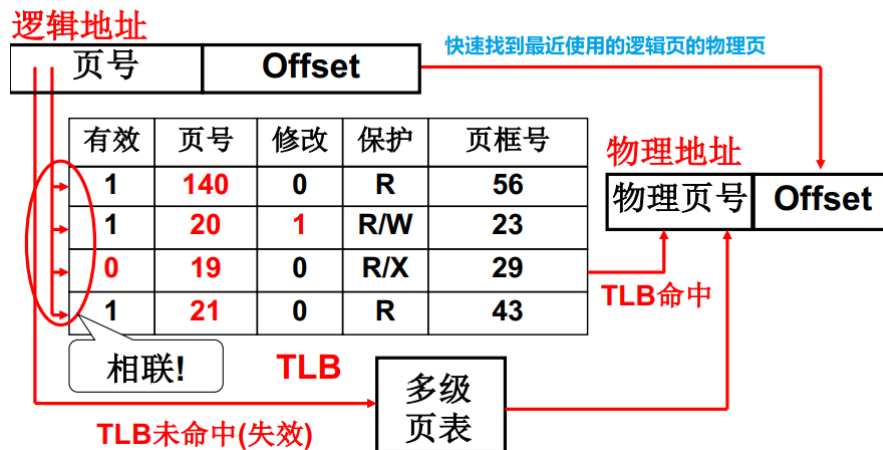 逻辑地址
页号 Offset
快速找到最近使用的逻辑页的物理页
有效 页号 修改 保护 页框号
1 140 0 R 56
1 20 1 R/W 23
0 19 0 R/X 29
1 21 0 R 43
物理地址
物理页号 Offset
TLB命中
相联!
TLB
多级
页表
TLB未命中(失效)